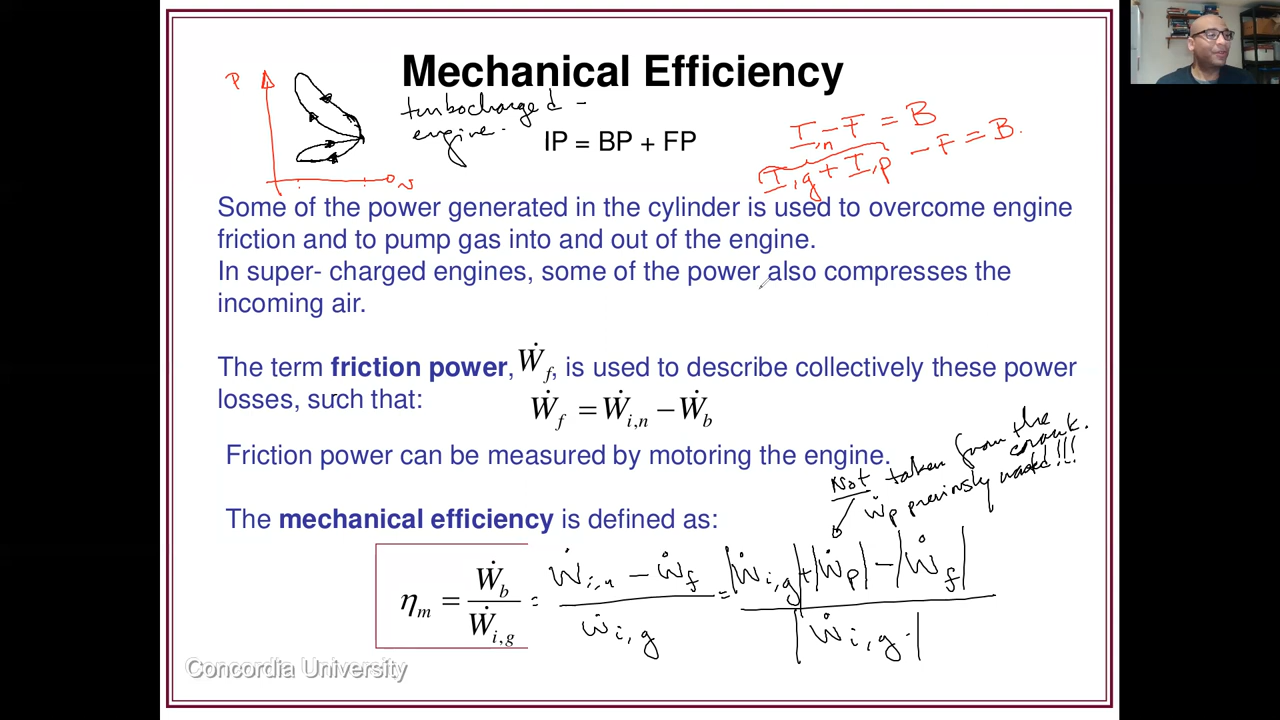 Mechanical Efficiency
P
turbocharged -
engine.
IP = BP + FP
I,n - F = B
I,g + I,p - F = B.
v
Some of the power generated in the cylinder is used to overcome engine
friction and to pump gas into and out of the engine.
In super- charged engines, some of the power also compresses the
incoming air.
The term friction power, Ẇf, is used to describe collectively these power
losses, such that:
Ẇf = Ẇi,n − Ẇb
Friction power can be measured by motoring the engine.
Not taken from the
crank.
Ẇp previously wasted!!!
The mechanical efficiency is defined as:
ηm = Ẇb / Ẇi,g = Ẇi,n − Ẇf / Ẇi,g = |Ẇi,g| + |Ẇp| − |Ẇf| / |Ẇi,g|
Concordia University